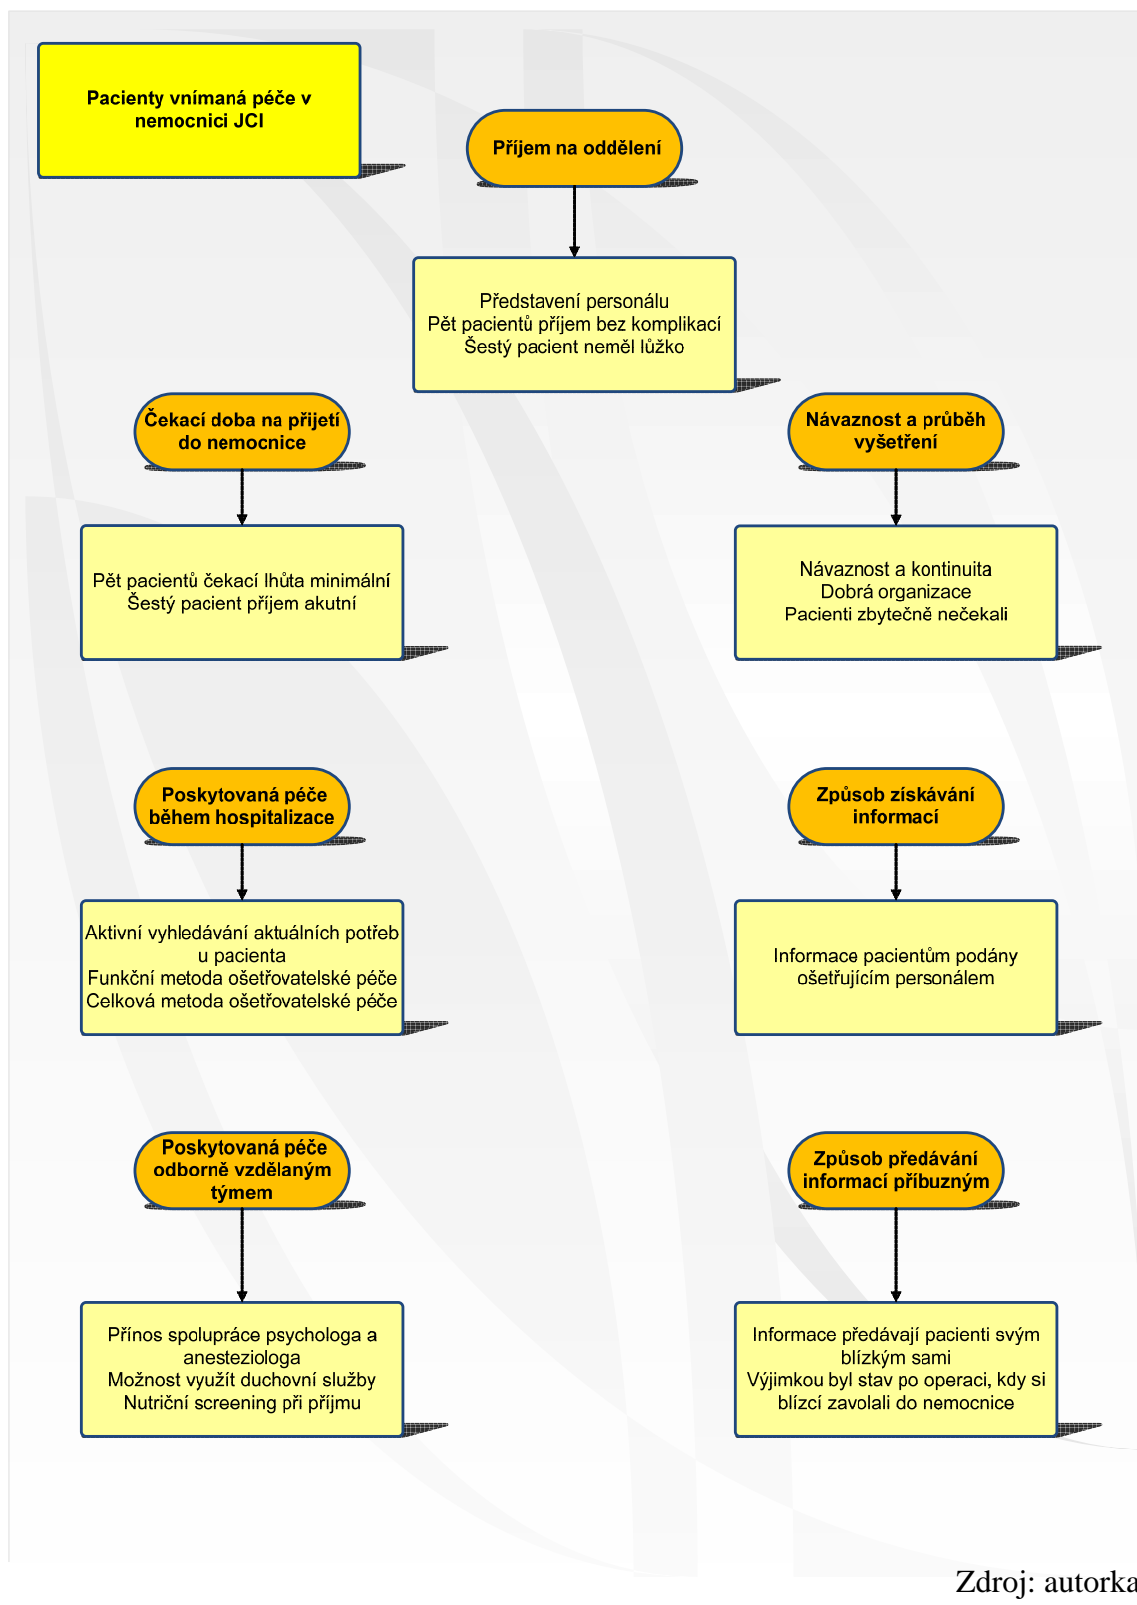 Pacienty vnímaná péče v
nemocnici JCI
Příjem na oddělení
Představení personálu
Pět pacientů příjem bez komplikací
Šestý pacient neměl lůžko
Čekací doba na přijetí
do nemocnice
Pět pacientů čekací lhůta minimální
Šestý pacient příjem akutní
Návaznost a průběh
vyšetření
Návaznost a kontinuita
Dobrá organizace
Pacienti zbytečně nečekali
Poskytovaná péče
během hospitalizace
Aktivní vyhledávání aktuálních potřeb
u pacienta
Funkční metoda ošetřovatelské péče
Celková metoda ošetřovatelské péče
Způsob získávání
informací
Informace pacientům podány
ošetřujícím personálem
Poskytovaná péče
odborně vzdělaným
týmem
Přínos spolupráce psychologa a
anesteziologa
Možnost využít duchovní služby
Nutriční screening při příjmu
Způsob předávání
informací příbuzným
Informace předávají pacienti svým
blízkým sami
Výjimkou byl stav po operaci, kdy si
blízcí zavolali do nemocnice
Zdroj: autorka